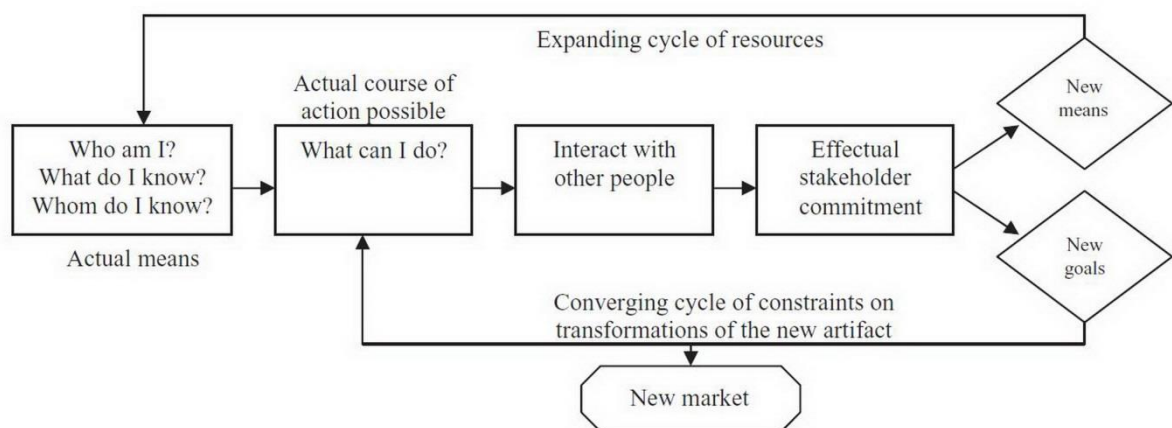 Expanding cycle of resources
New
means
Actual course of
action possible
Who am I?
What do I know?
Whom do I know?
What can I do?
Interact with
other people
Effectual
stakeholder
commitment
Actual means
New
goals
Converging cycle of constraints on
transformations of the new artifact
New market